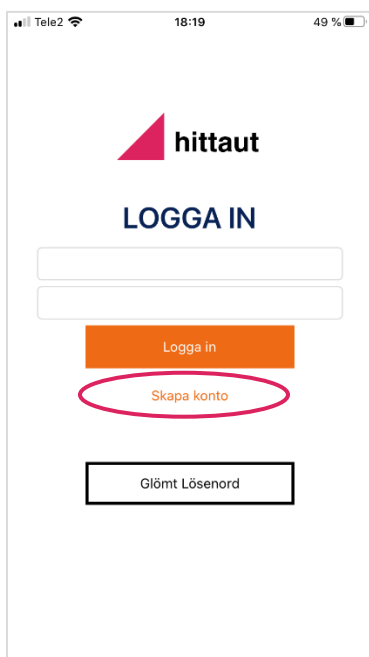 Tele2 18:19 49 %
hittaut
LOGGA IN
Logga in
Skapa konto
Glömt Lösenord